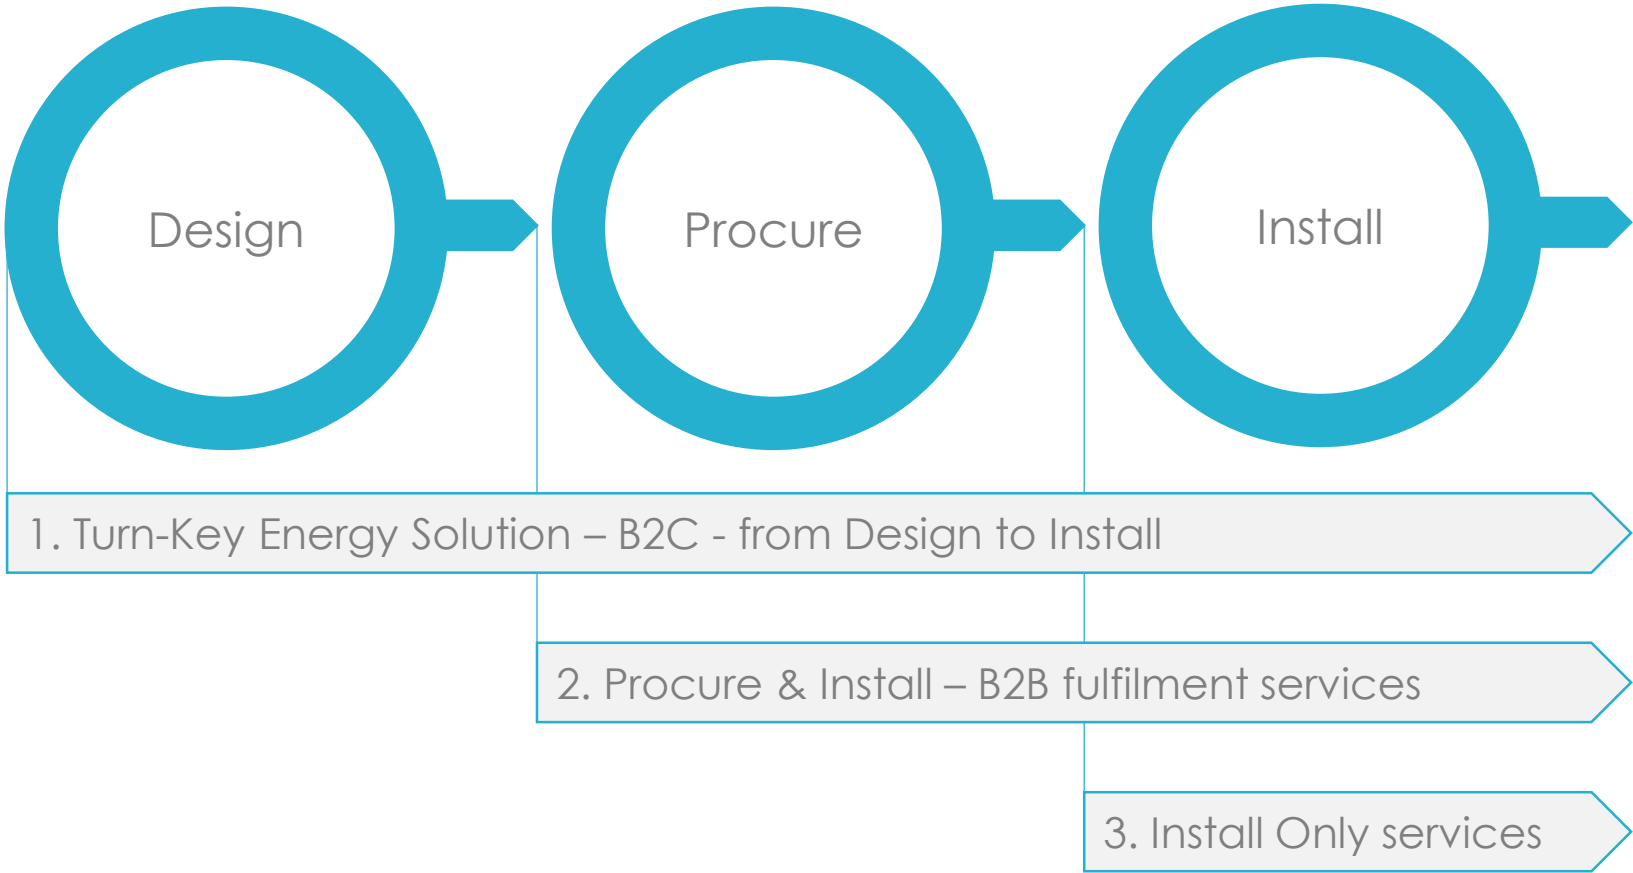 Design
Procure
Install
1. Turn-Key Energy Solution – B2C - from Design to Install
2. Procure & Install – B2B fulfilment services
3. Install Only services